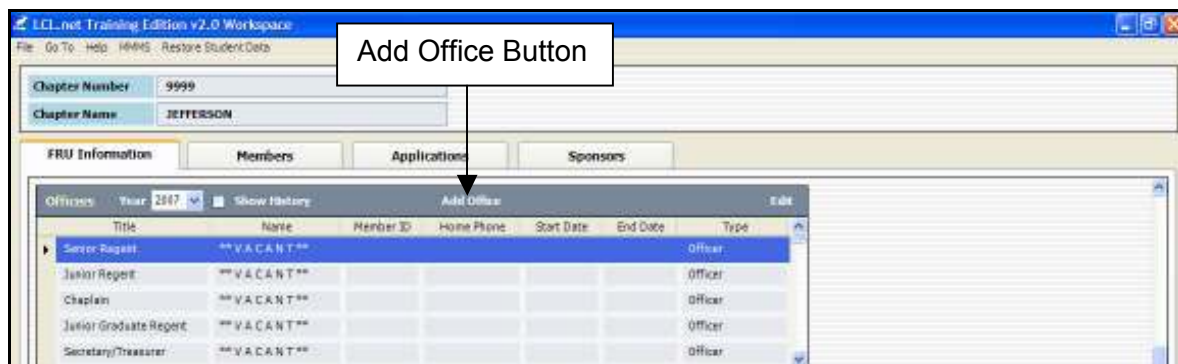 LCL.net Training Edition v2.0 Workspace
File Go To Help MMMS Restore Student Data
Add Office Button
Chapter Number 9999
Chapter Name JEFFERSON
FRU Information Members Applications Sponsors
Officers Year 2007 Show History Add Office Edit
Title Name Member ID Home Phone Start Date End Date Type
Senior Regent **VACANT** Officer
Junior Regent **VACANT** Officer
Chaplain **VACANT** Officer
Junior Graduate Regent **VACANT** Officer
Secretary/Treasurer **VACANT** Officer